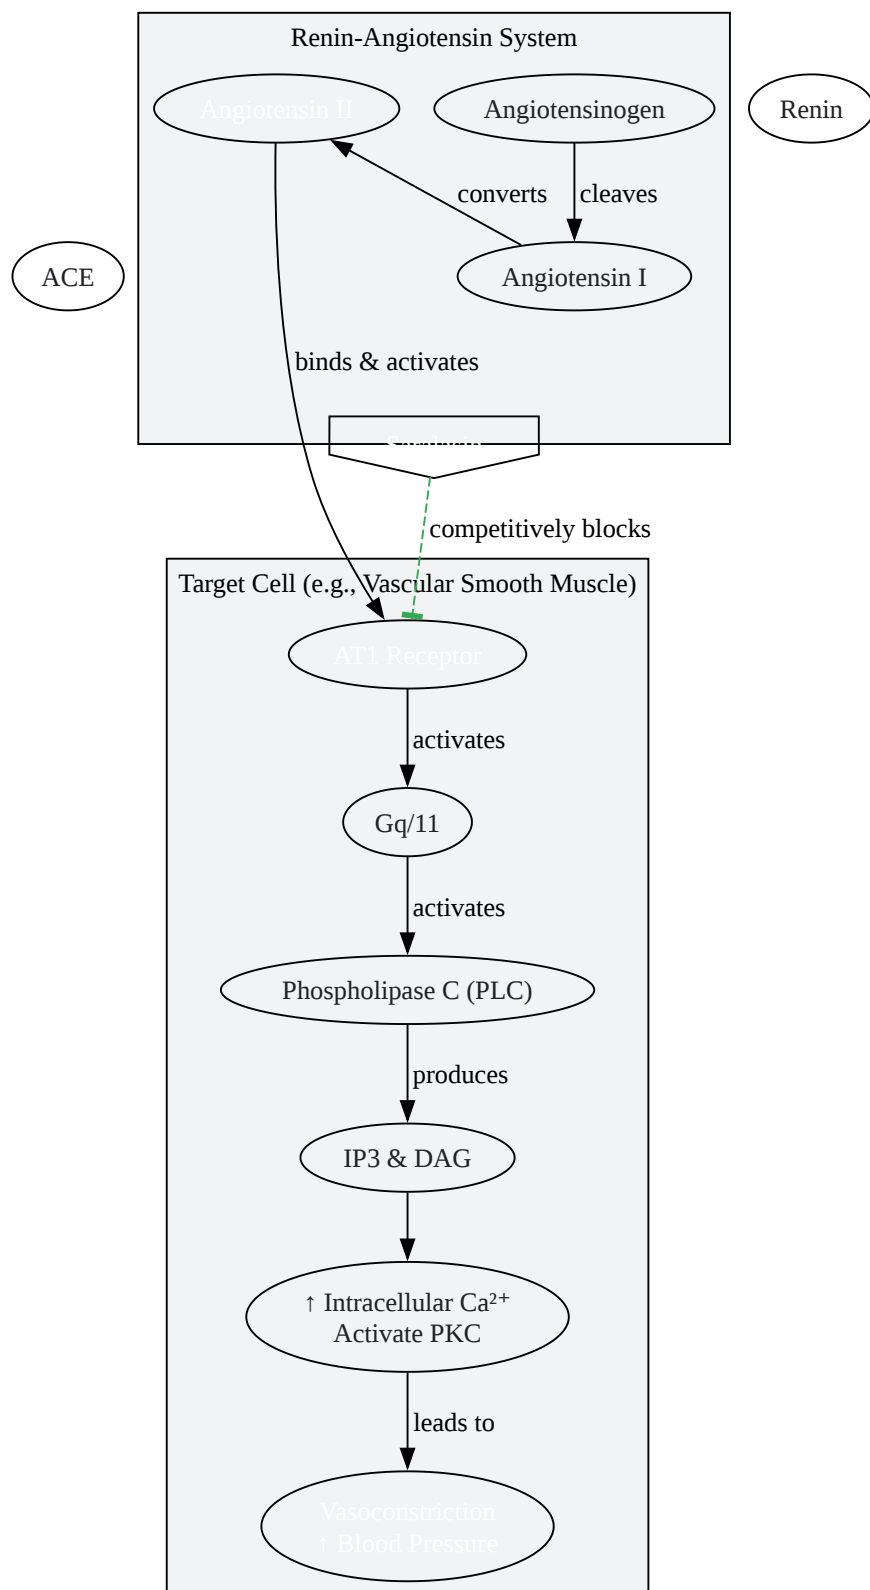 Renin-Angiotensin System
Angiotensin II
Angiotensinogen
Renin
converts
cleaves
ACE
Angiotensin I
binds & activates
competitively blocks
Target Cell (e.g., Vascular Smooth Muscle)
AT1 Receptor
activates
Gq/11
activates
Phospholipase C (PLC)
produces
IP3 & DAG
↑ Intracellular Ca²⁺
Activate PKC
leads to
Vasoconstriction
↑ Blood Pressure